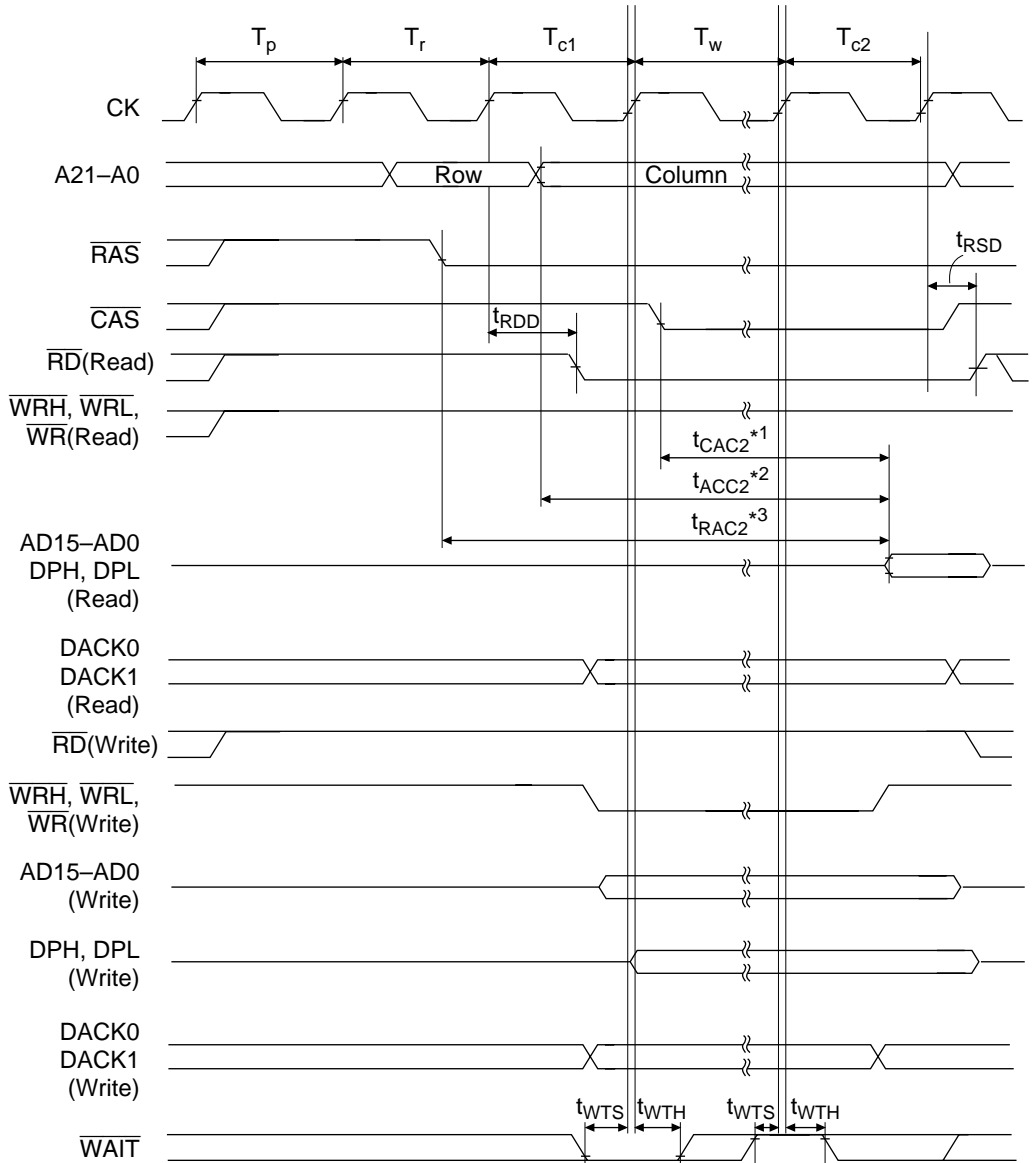 Tp Tr Tc1 Tw Tc2
CK
A21–A0 Row Column
RAS
tRSD
CAS
tRDD
RD(Read)
WRH, WRL,
WR(Read)
tCAC2*1
tACC2*2
tRAC2*3
AD15–AD0
DPH, DPL
(Read)
DACK0
DACK1
(Read)
RD(Write)
WRH, WRL,
WR(Write)
AD15–AD0
(Write)
DPH, DPL
(Write)
DACK0
DACK1
(Write)
tWTS tWTH tWTS tWTH
WAIT